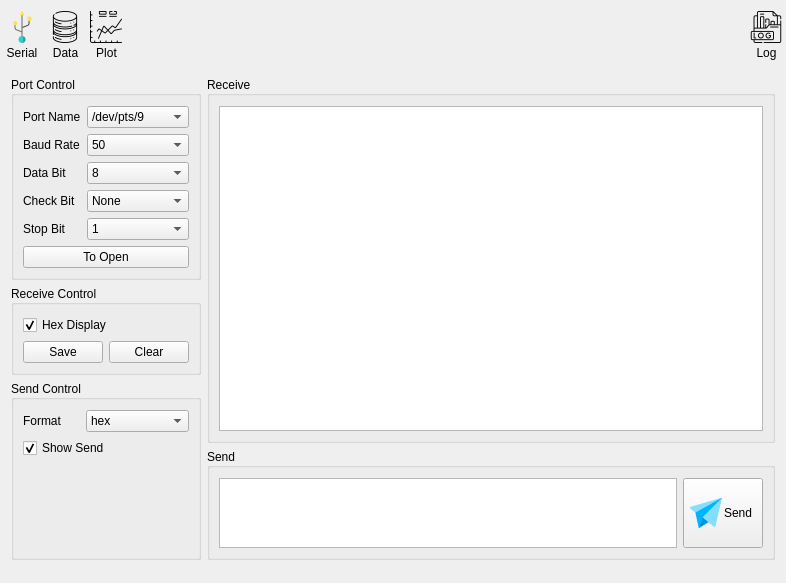 Serial
Data
Plot
LOG
Log
Port Control
Port Name /dev/pts/9
Baud Rate 50
Data Bit 8
Check Bit None
Stop Bit 1
To Open
Receive Control
Hex Display
Save Clear
Send Control
Format hex
Show Send
Receive
Send
Send